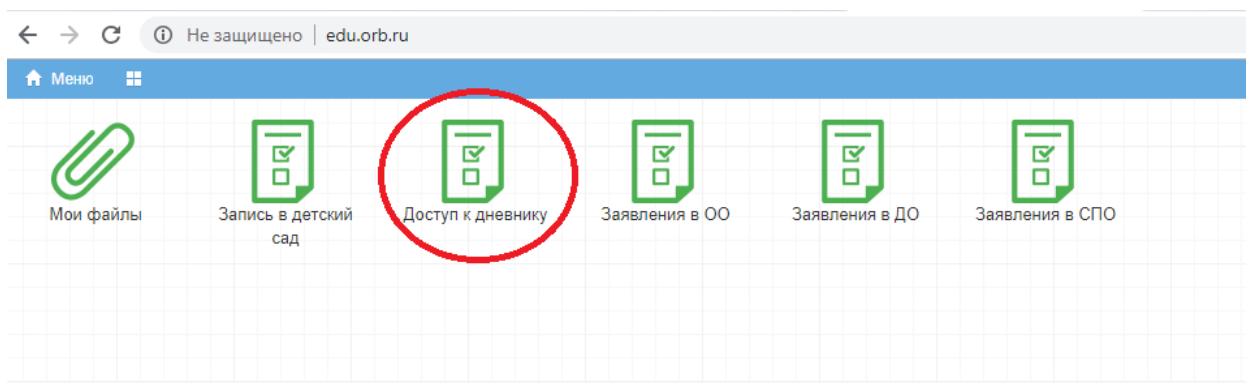 Не защищено | edu.orb.ru
Меню
Мои файлы
Запись в детский
сад
Доступ к дневнику
Заявления в ОО
Заявления в ДО
Заявления в СПО